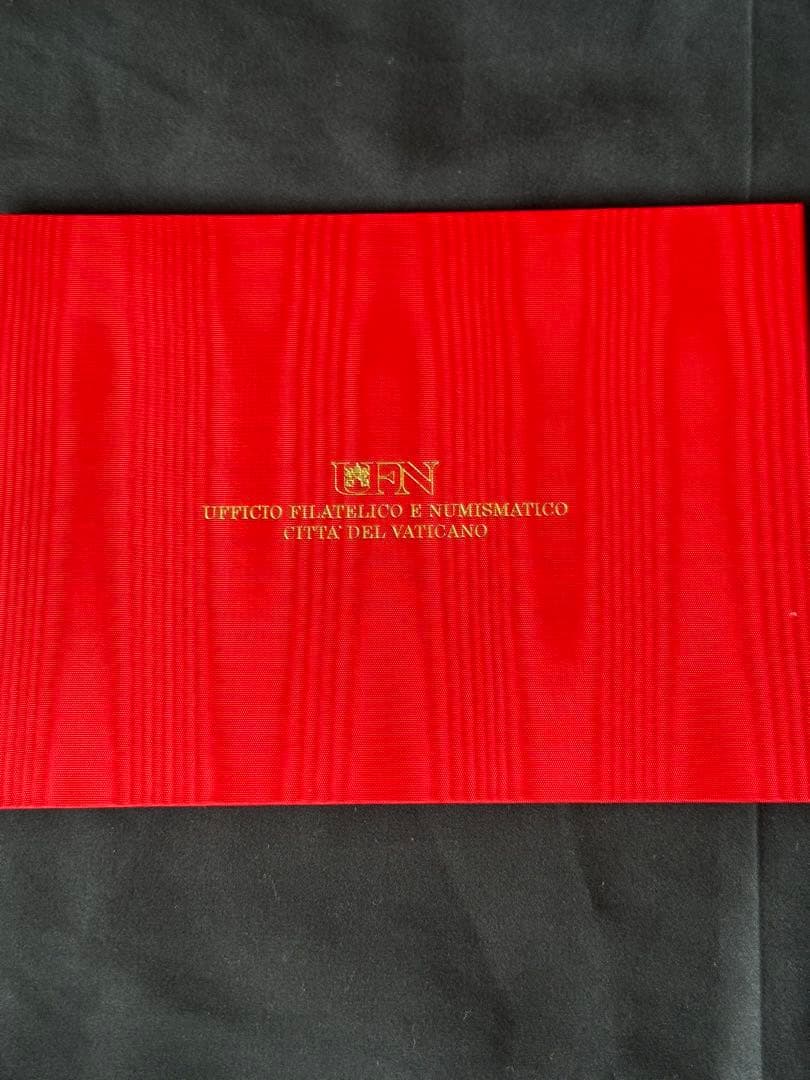 UFN
UFFICIO FILATELICO E NUMISMATICO
CITTA' DEL VATICANO